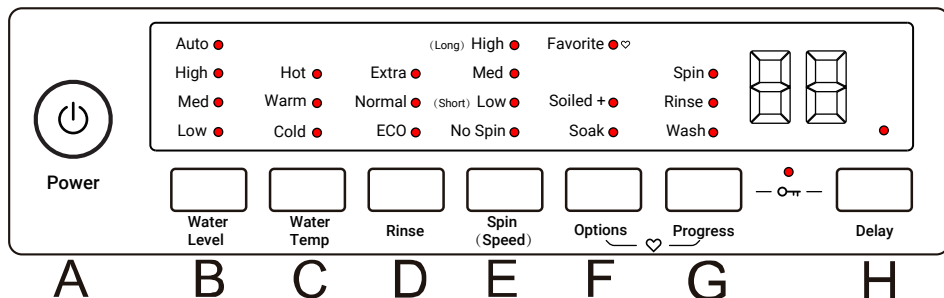 Auto
(Long) High
Favorite
High
Hot
Extra
Med
Spin
Med
Warm
Normal
(Short) Low
Soiled +
Rinse
Low
Cold
ECO
No Spin
Soak
Wash
88
Power
Water
Level
Water
Temp
Rinse
Spin
(Speed)
Options
Progress
Delay
A B C D E F G H